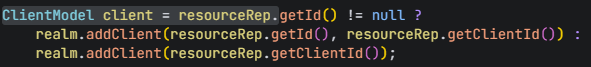 ClientModel client = resourceRep.getId() != null ?
realm.addClient(resourceRep.getId(), resourceRep.getClientId()) :
realm.addClient(resourceRep.getClientId());